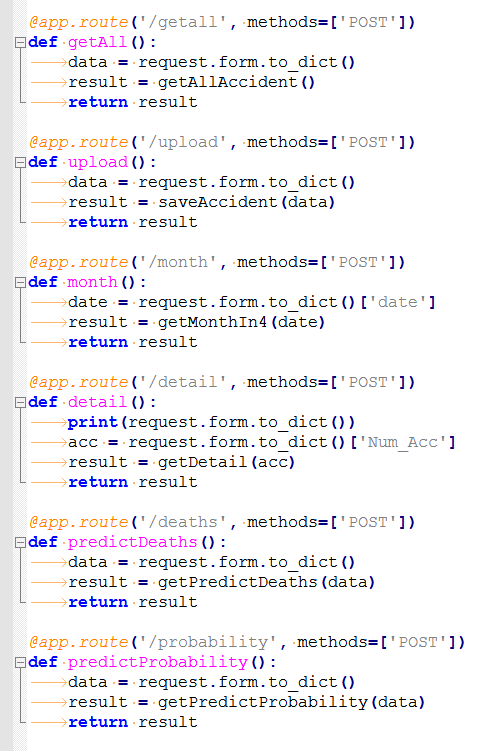 @app.route('/getall', methods=['POST'])
def getAll():
	data = request.form.to_dict()
	result = getAllAccident()
	return result

@app.route('/upload', methods=['POST'])
def upload():
	data = request.form.to_dict()
	result = saveAccident(data)
	return result

@app.route('/month', methods=['POST'])
def month():
	date = request.form.to_dict()['date']
	result = getMonthIn4(date)
	return result

@app.route('/detail', methods=['POST'])
def detail():
	print(request.form.to_dict())
	acc = request.form.to_dict()['Num_Acc']
	result = getDetail(acc)
	return result

@app.route('/deaths', methods=['POST'])
def predictDeaths():
	data = request.form.to_dict()
	result = getPredictDeaths(data)
	return result

@app.route('/probability', methods=['POST'])
def predictProbability():
	data = request.form.to_dict()
	result = getPredictProbability(data)
	return result